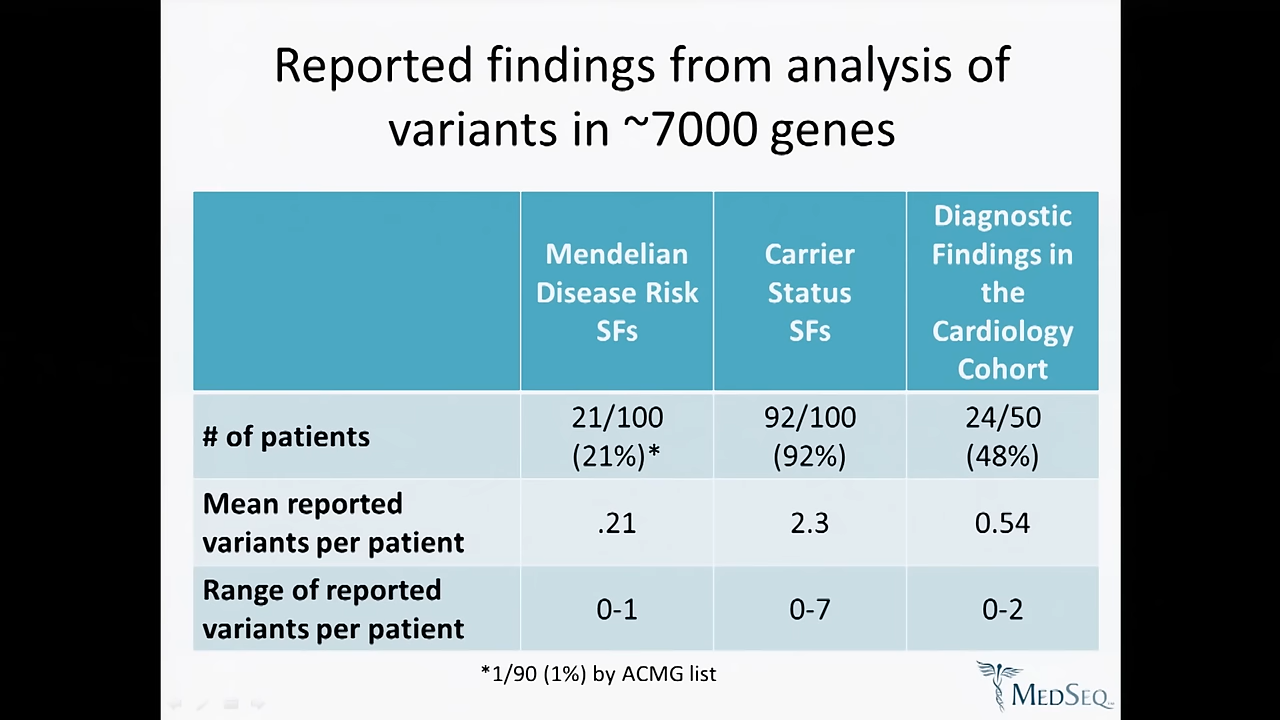 Reported findings from analysis of
variants in ~7000 genes
Mendelian
Disease Risk
SFs
Carrier
Status
SFs
Diagnostic
Findings in
the
Cardiology
Cohort
# of patients
21/100
(21%)*
92/100
(92%)
24/50
(48%)
Mean reported
variants per patient
.21
2.3
0.54
Range of reported
variants per patient
0-1
0-7
0-2
*1/90 (1%) by ACMG list
MEDSEQ